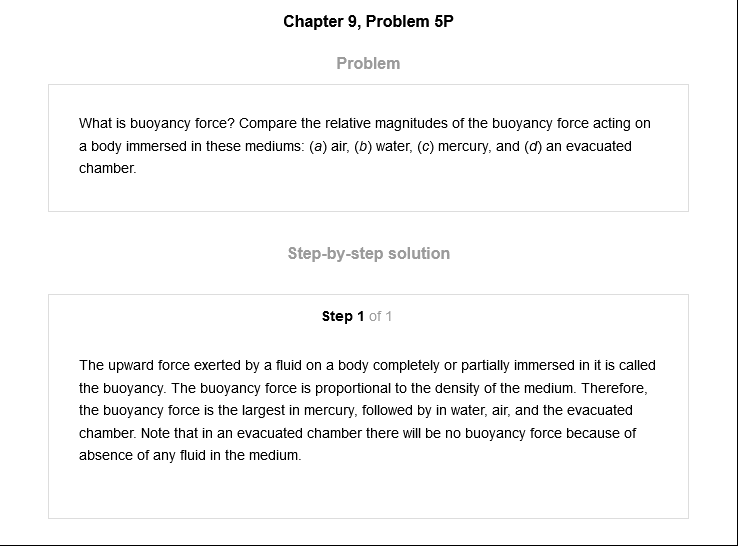 Chapter 9, Problem 5P
Problem
What is buoyancy force? Compare the relative magnitudes of the buoyancy force acting on
a body immersed in these mediums: (a) air, (b) water, (c) mercury, and (d) an evacuated
chamber.
Step-by-step solution
Step 1 of 1
The upward force exerted by a fluid on a body completely or partially immersed in it is called
the buoyancy. The buoyancy force is proportional to the density of the medium. Therefore,
the buoyancy force is the largest in mercury, followed by in water, air, and the evacuated
chamber. Note that in an evacuated chamber there will be no buoyancy force because of
absence of any fluid in the medium.